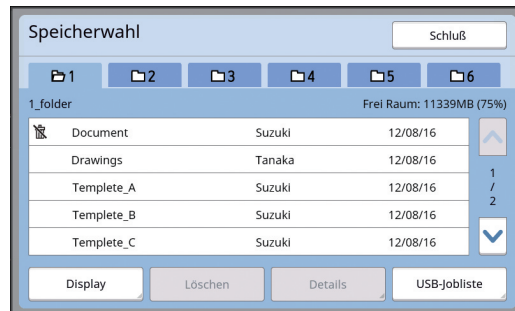 Speicherwahl Schluß
1 2 3 4 5 6
1_folder Frei Raum: 11339MB (75%)
Document Suzuki 12/08/16
Drawings Tanaka 12/08/16
Templete_A Suzuki 12/08/16
Templete_B Suzuki 12/08/16
Templete_C Suzuki 12/08/16
1
/
2
Display Löschen Details USB-Jobliste